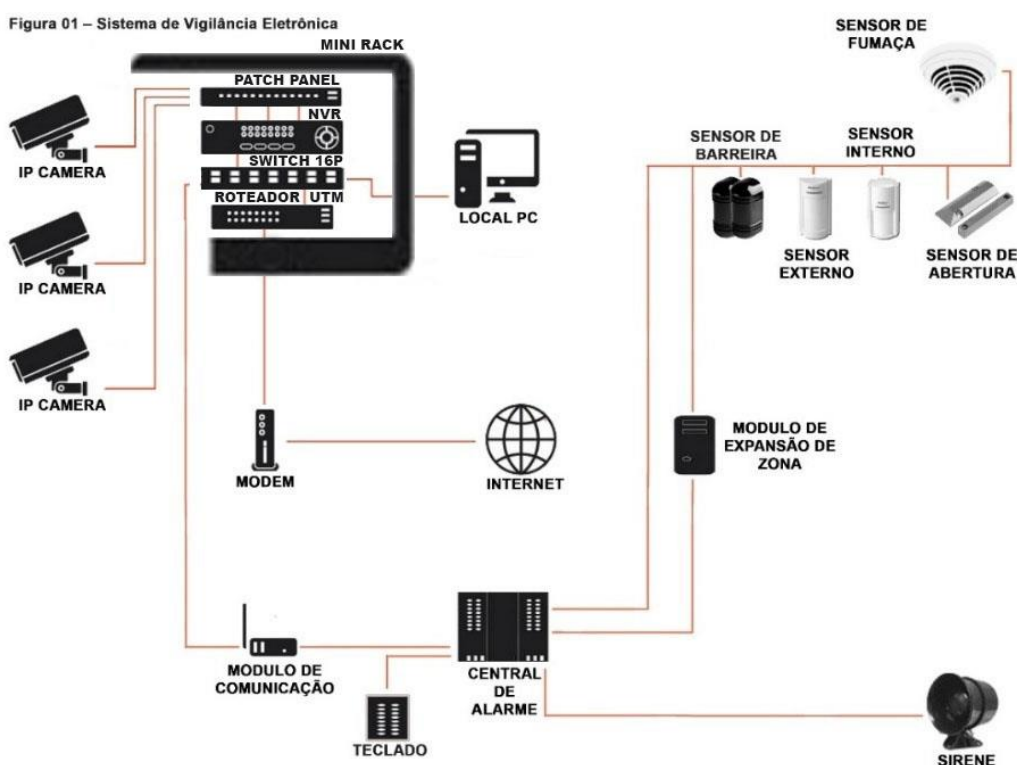 Figura 01 – Sistema de Vigilância Eletrônica
MINI RACK
PATCH PANEL
NVR
SWITCH 16P
ROTEADOR UTM
IP CAMERA
IP CAMERA
IP CAMERA
LOCAL PC
SENSOR DE
FUMAÇA
SENSOR DE
BARREIRA
SENSOR
INTERNO
SENSOR
EXTERNO
SENSOR DE
ABERTURA
MODEM
INTERNET
MODULO DE
EXPANSÃO DE
ZONA
MODULO DE
COMUNICAÇÃO
TECLADO
CENTRAL
DE
ALARME
SIRENE